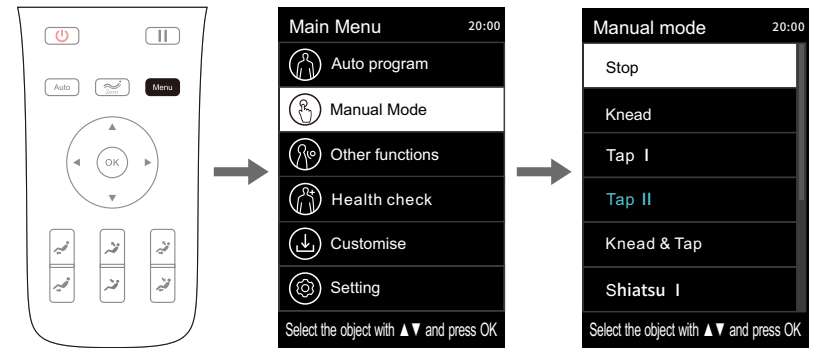 Auto
Zero
Menu
OK
Main Menu 20:00
Auto program
Manual Mode
Other functions
Health check
Customise
Setting
Select the object with ▲▼ and press OK
Manual mode 20:00
Stop
Knead
Tap I
Tap II
Knead & Tap
Shiatsu I
Select the object with ▲▼ and press OK